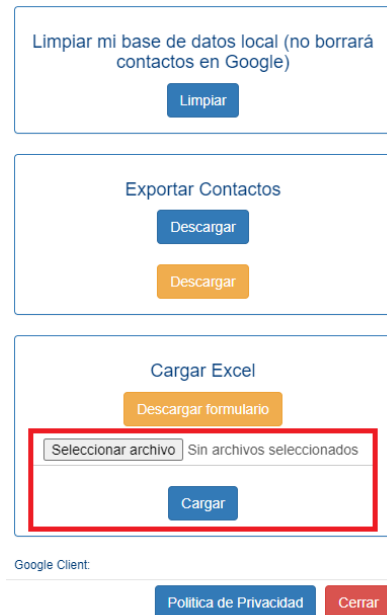 Limpiar mi base de datos local (no borrará
contactos en Google)
Limpiar
Exportar Contactos
Descargar
Descargar
Cargar Excel
Descargar formulario
Seleccionar archivo Sin archivos seleccionados
Cargar
Google Client:
Politica de Privacidad Cerrar